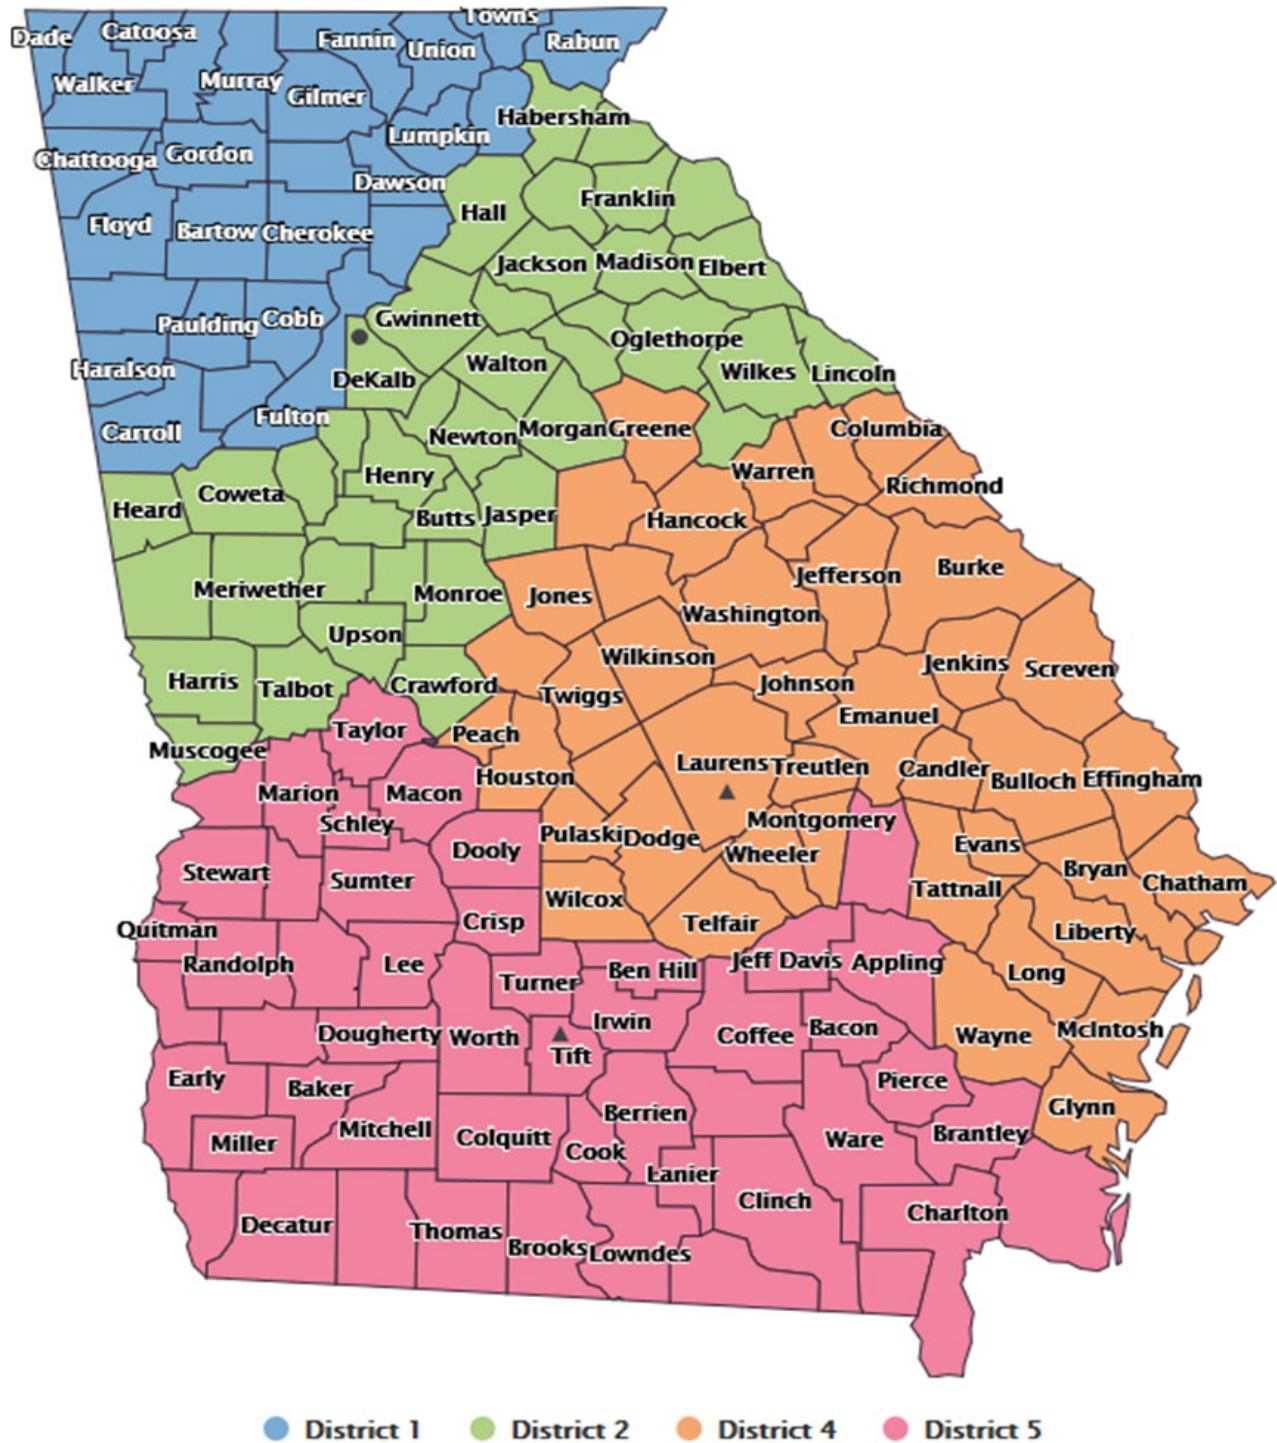 Towns
Dade Catoosa Fannin Union Rabun
Walker Murray Gilmer
Habersham
Lumpkin
Chattooga Gordon
Dawson
Franklin
Hall
Floyd Bartow Cherokee
Jackson Madison Elbert
Paulding Cobb Gwinnett
Oglethorpe
Haralson DeKalb Walton Wilkes Lincoln
Carroll Fulton Newton Morgan Greene Columbia
Henry Warren Richmond
Heard Coweta Butts Jasper Hancock
Meriwether Monroe Jones Jefferson Burke
Upson Washington
Harris Talbot Crawford Wilkinson Jenkins Screven
Twiggs Johnson
Taylor Peach Emanuel
Muscogee
Houston Laurens Treutlen Candler Bulloch Effingham
Marion Macon
Schley Pulaski Dodge Montgomery
Dooly Wheeler Evans
Stewart Sumter Tattnall Bryan Chatham
Wilcox
Quitman Crisp Telfair Liberty
Randolph Lee Turner Ben Hill Jeff Davis Appling Long
Dougherty Worth Irwin Coffee Bacon Wayne McIntosh
Tift
Early Baker Pierce
Berrien Glynn
Miller Mitchell Colquitt Cook Ware Brantley
Lanier
Decatur Thomas Clinch Charlton
Brooks Lowndes
District 1 District 2 District 4 District 5